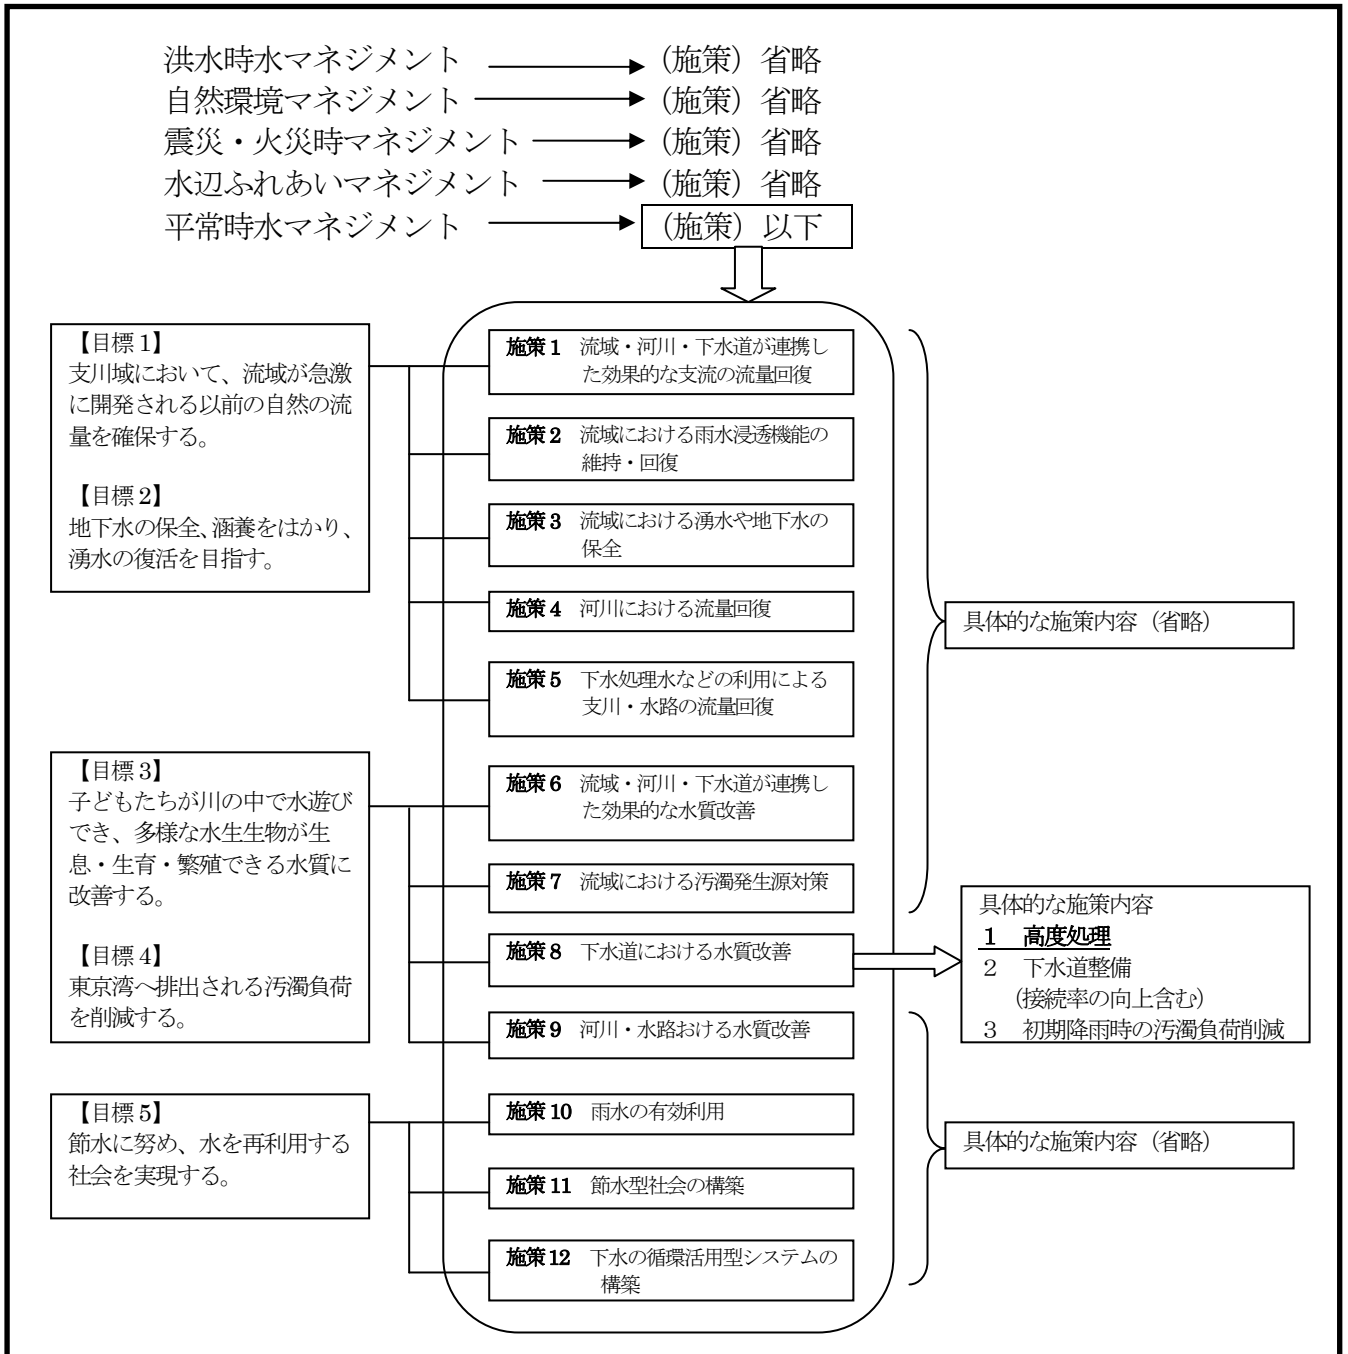 洪水時水マネジメント (施策) 省略
自然環境マネジメント (施策) 省略
震災・火災時マネジメント (施策) 省略
水辺ふれあいマネジメント (施策) 省略
平常時水マネジメント (施策) 以下
【目標1】
支川域において、流域が急激
に開発される以前の自然の流
量を確保する。
【目標2】
地下水の保全、涵養をはかり、
湧水の復活を目指す。
施策1 流域・河川・下水道が連携し
た効果的な支流の流量回復
施策2 流域における雨水浸透機能の
維持・回復
施策3 流域における湧水や地下水の
保全
施策4 河川における流量回復
施策5 下水処理水などの利用による
支川・水路の流量回復
具体的な施策内容(省略)
【目標3】
子どもたちが川の中で水遊び
でき、多様な水生生物が生
息・生育・繁殖できる水質に
改善する。
【目標4】
東京湾へ排出される汚濁負荷
を削減する。
施策6 流域・河川・下水道が連携し
た効果的な水質改善
施策7 流域における汚濁発生源対策
施策8 下水道における水質改善
施策9 河川・水路おける水質改善
具体的な施策内容
1 高度処理
2 下水道整備
(接続率の向上含む)
3 初期降雨時の汚濁負荷削減
【目標5】
節水に努め、水を再利用する
社会を実現する。
施策10 雨水の有効利用
施策11 節水型社会の構築
施策12 下水の循環活用型システムの
構築
具体的な施策内容(省略)